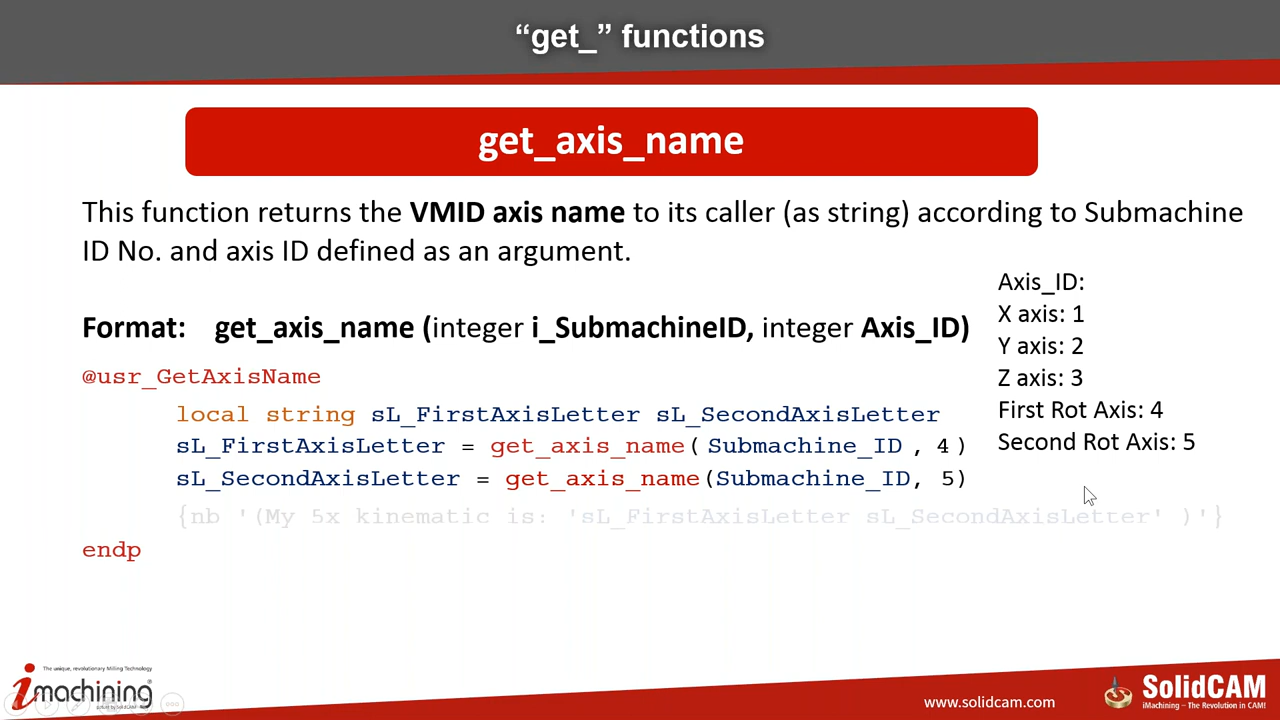 “get_” functions
get_axis_name
This function returns the VMID axis name to its caller (as string) according to Submachine
ID No. and axis ID defined as an argument.
Axis_ID:
X axis: 1
Y axis: 2
Z axis: 3
First Rot Axis: 4
Second Rot Axis: 5
Format: get_axis_name (integer i_SubmachineID, integer Axis_ID)
@usr_GetAxisName
local string sL_FirstAxisLetter sL_SecondAxisLetter
sL_FirstAxisLetter = get_axis_name( Submachine_ID , 4 )
sL_SecondAxisLetter = get_axis_name(Submachine_ID, 5)
{nb '(My 5x kinematic is: 'sL_FirstAxisLetter sL_SecondAxisLetter' )'}
endp
The unique, revolutionary Milling Technology
imachining
www.solidcam.com
SolidCAM
iMachining – The Revolution in CAM!